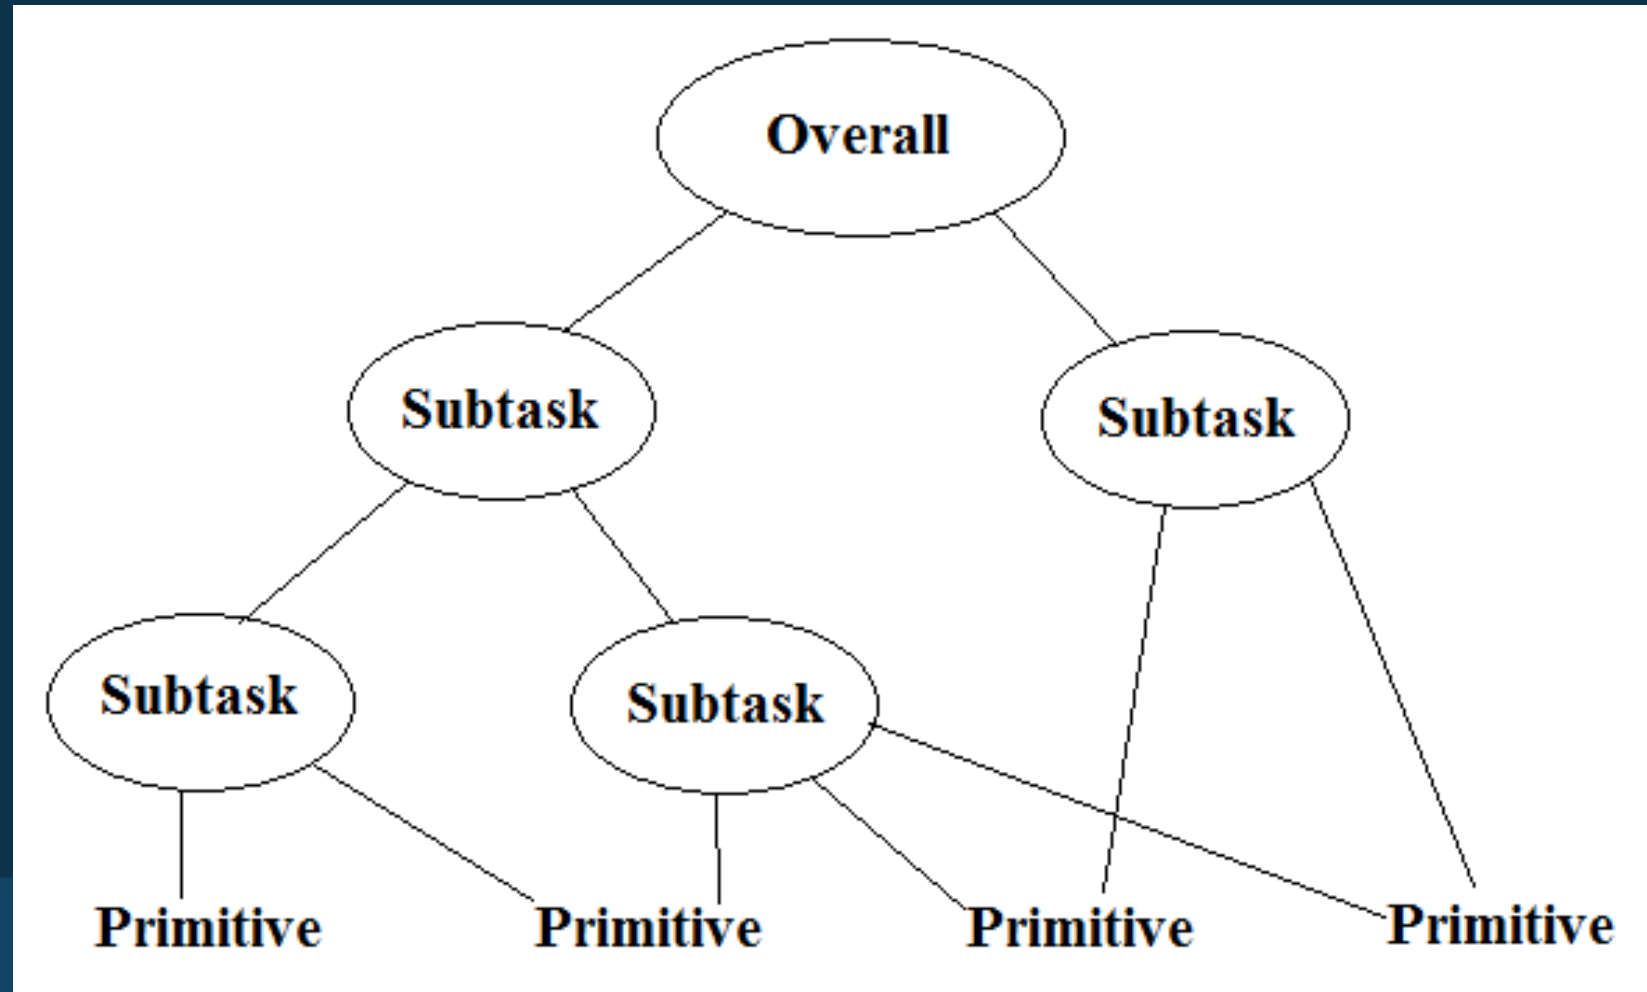 Overall
Subtask
Subtask
Subtask
Subtask
Primitive
Primitive
Primitive
Primitive